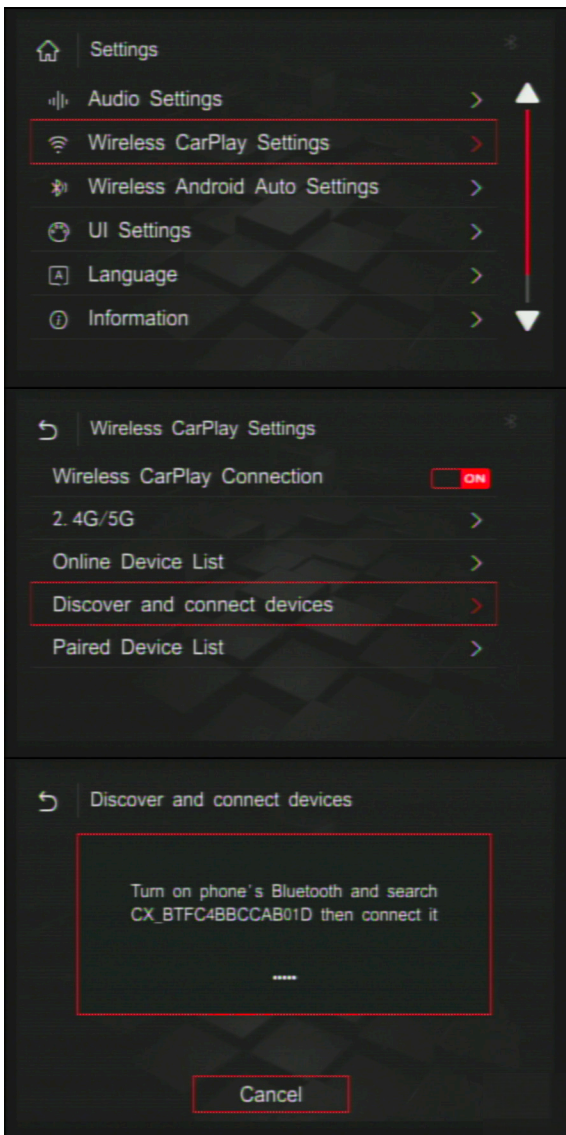 Settings
Audio Settings
Wireless CarPlay Settings
Wireless Android Auto Settings
UI Settings
A Language
i Information
Wireless CarPlay Settings
Wireless CarPlay Connection ON
2.4G/5G
Online Device List
Discover and connect devices
Paired Device List
Discover and connect devices
Turn on phone's Bluetooth and search
CX_BTFC4BBCCAB01D then connect it
.....
Cancel